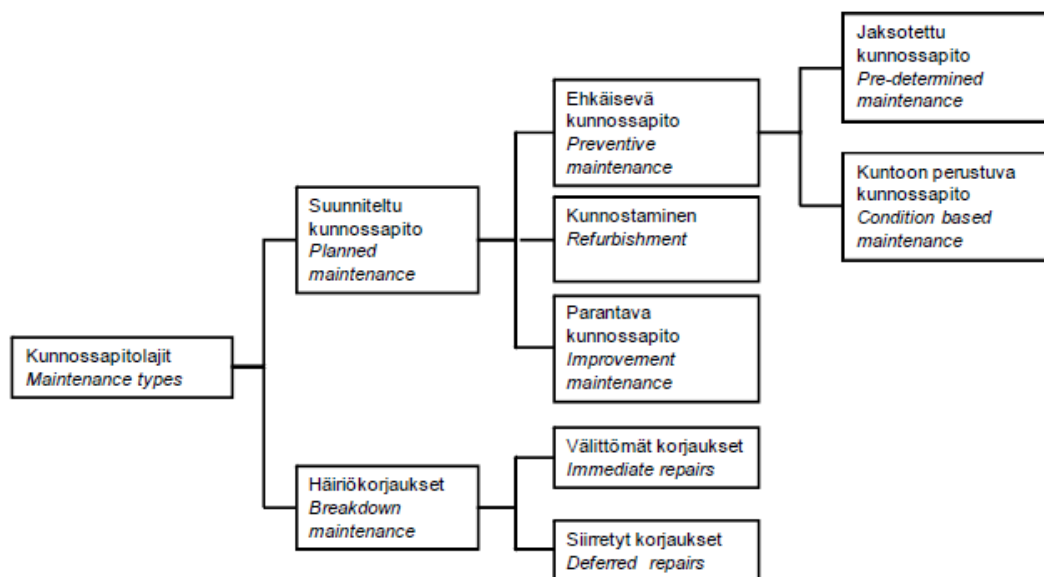 Kunnossapitolajit
Maintenance types
Suunniteltu
kunnossapito
Planned
maintenance
Ehkäisevä
kunnossapito
Preventive
maintenance
Jaksotettu
kunnossapito
Pre-determined
maintenance
Kuntoon perustuva
kunnossapito
Condition based
maintenance
Kunnostaminen
Refurbishment
Parantava
kunnossapito
Improvement
maintenance
Häiriökorjaukset
Breakdown
maintenance
Välittömät korjaukset
Immediate repairs
Siirretyt korjaukset
Deferred repairs